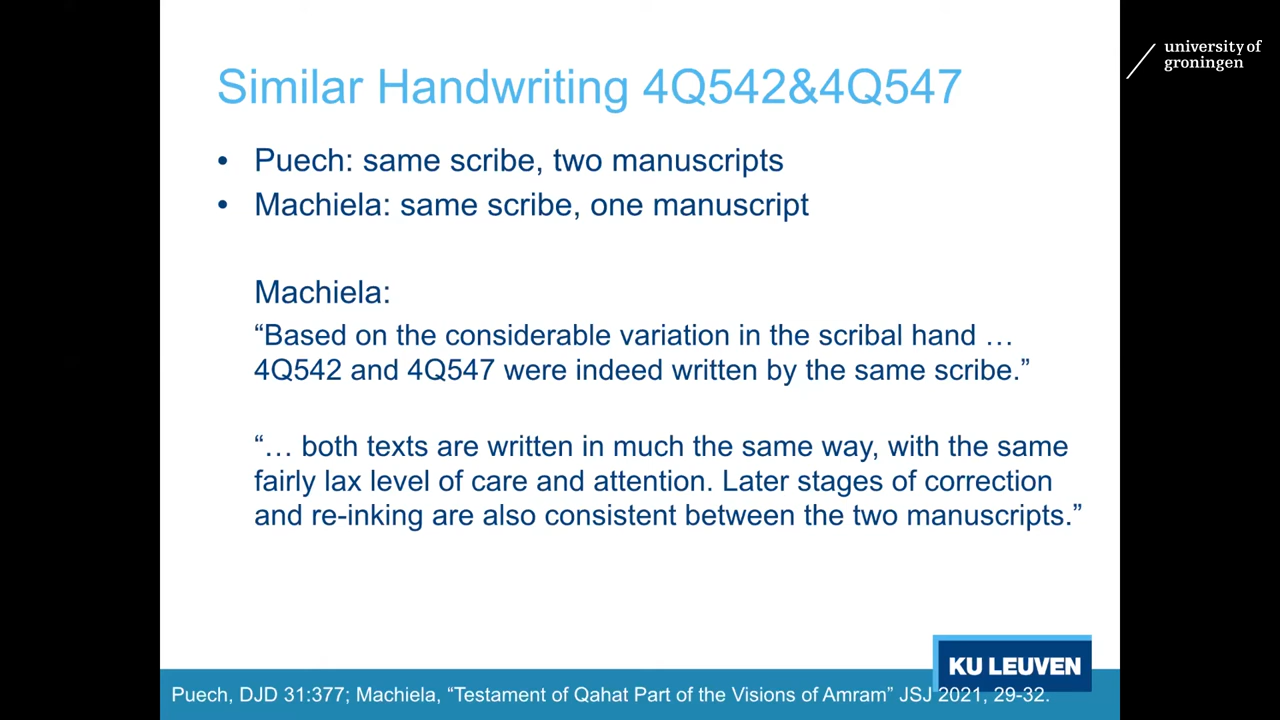 university of
groningen
Similar Handwriting 4Q542&4Q547
• Puech: same scribe, two manuscripts
• Machiela: same scribe, one manuscript
Machiela:
“Based on the considerable variation in the scribal hand …
4Q542 and 4Q547 were indeed written by the same scribe.”
“… both texts are written in much the same way, with the same
fairly lax level of care and attention. Later stages of correction
and re-inking are also consistent between the two manuscripts.”
KU LEUVEN
Puech, DJD 31:377; Machiela, “Testament of Qahat Part of the Visions of Amram” JSJ 2021, 29-32.